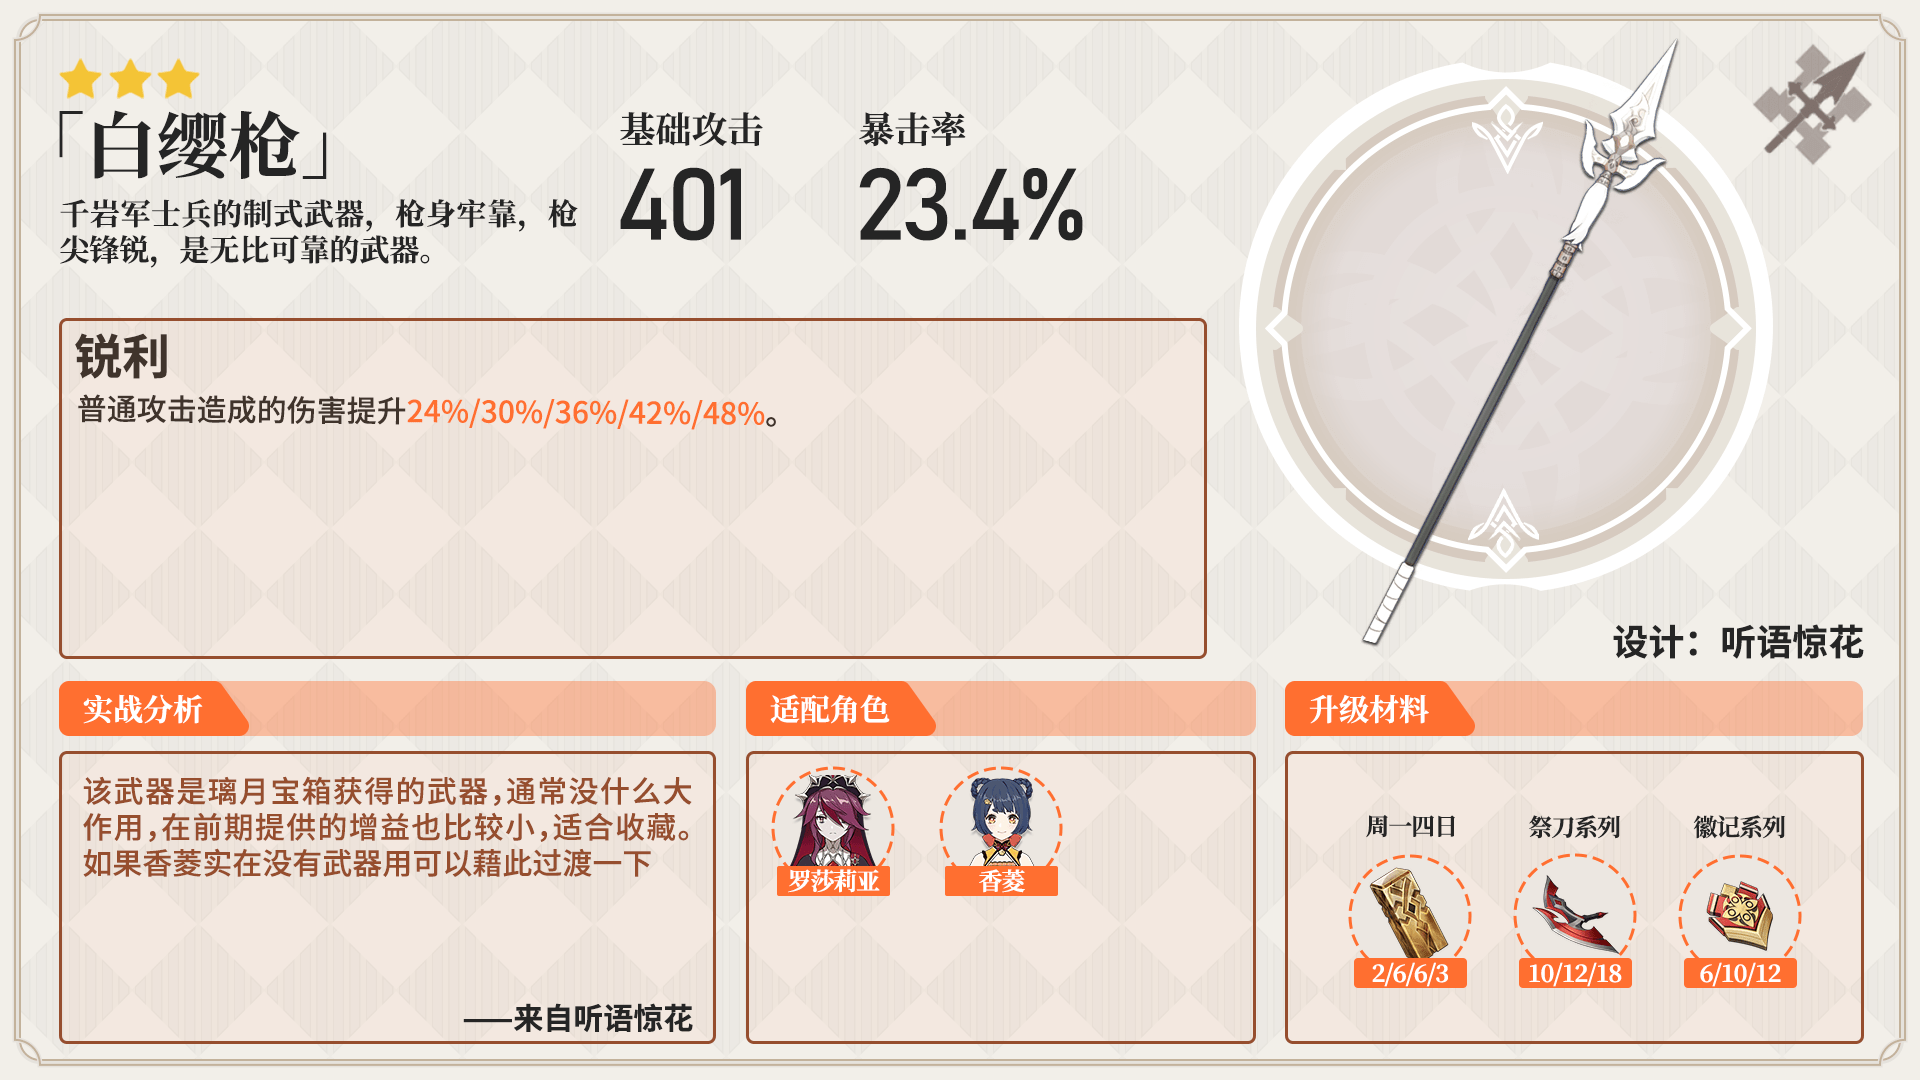 「白缨枪」
千岩军士兵的制式武器，枪身牢靠，枪
尖锋锐，是无比可靠的武器。
基础攻击
401
暴击率
23.4%
锐利
普通攻击造成的伤害提升24%/30%/36%/42%/48%。
设计：听语惊花
实战分析
该武器是璃月宝箱获得的武器，通常没什么大
作用，在前期提供的增益也比较小，适合收藏。
如果香菱实在没有武器用可以藉此过渡一下
——来自听语惊花
适配角色
罗莎莉亚
香菱
升级材料
周一四日
祭刀系列
徽记系列
2/6/6/3
10/12/18
6/10/12